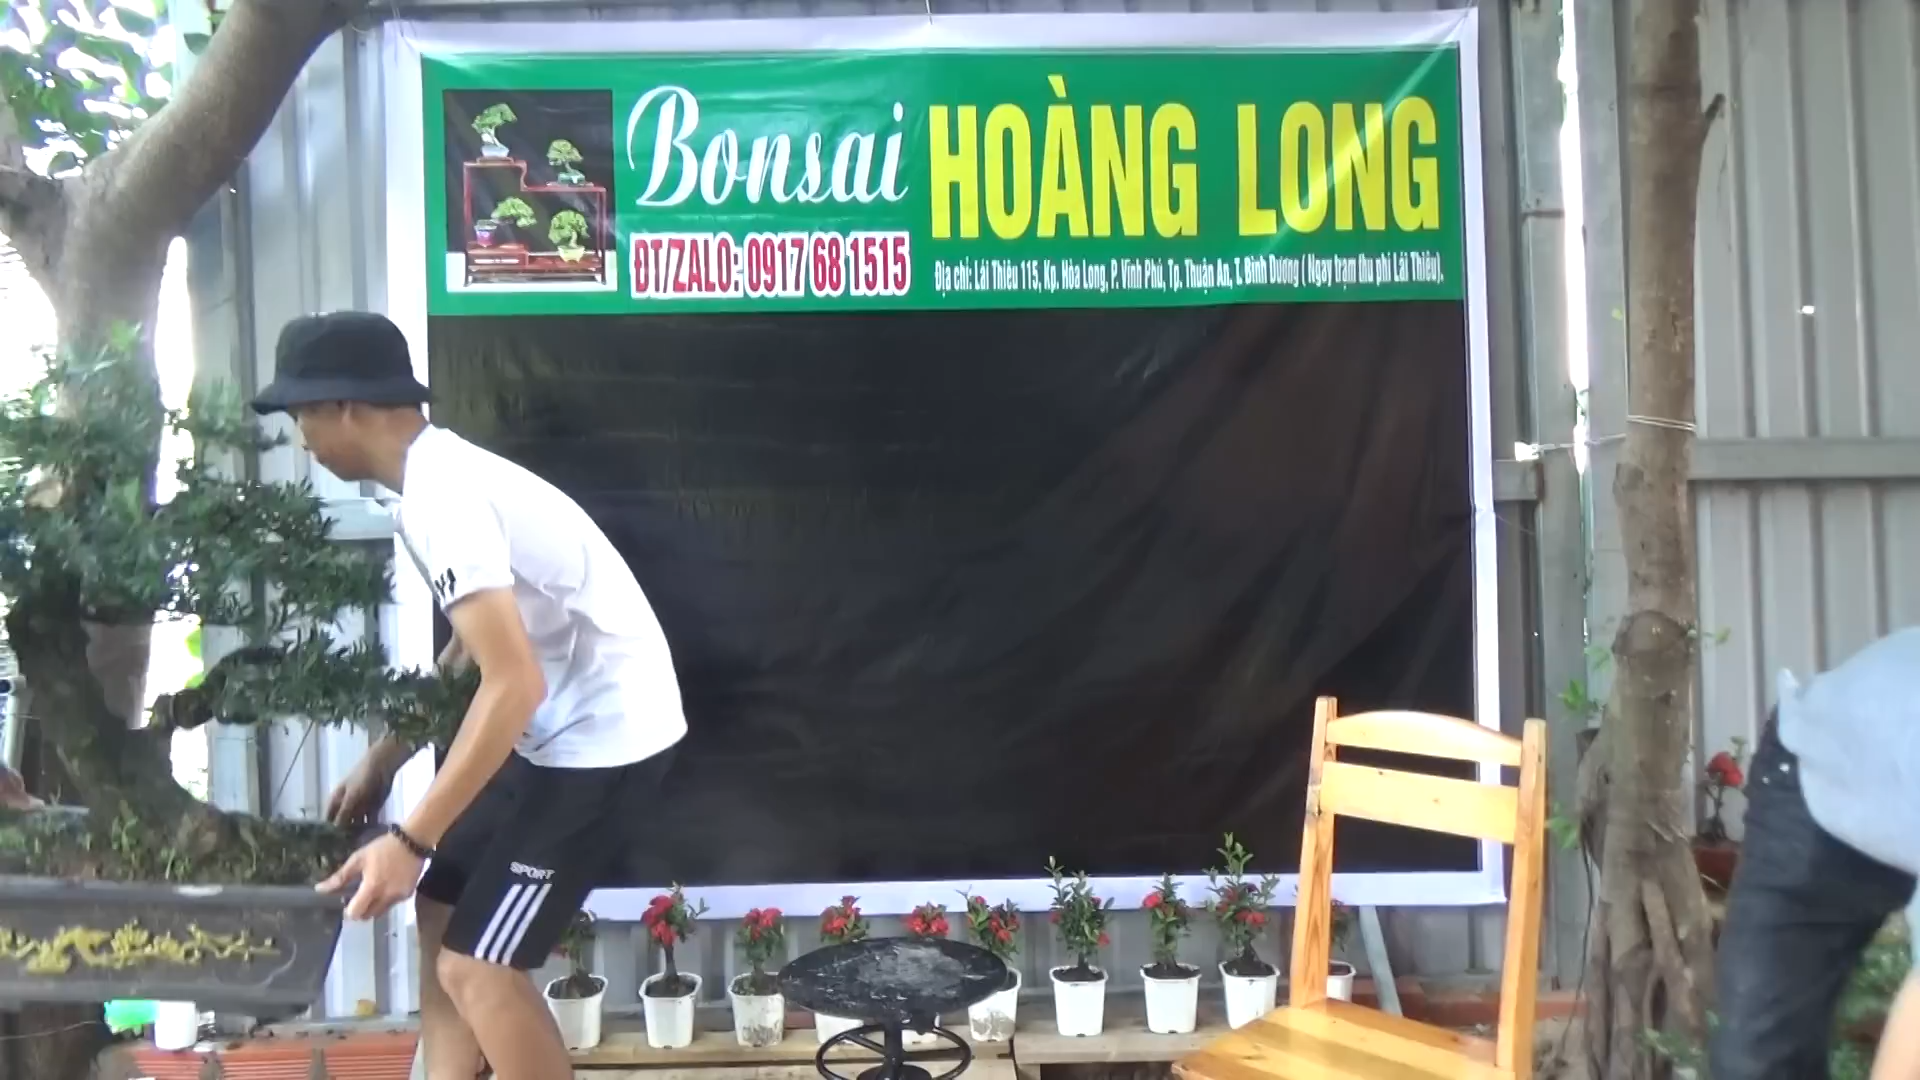 Bonsai HOÀNG LONG
ĐT/ZALO: 0917 68 1515
Địa chỉ: Lái Thiêu 115, Kp. Hòa Long, P. Vĩnh Phú, Tp. Thuận An, T. Bình Dương ( Ngay trạm thu phí Lái Thiêu).
SPORT